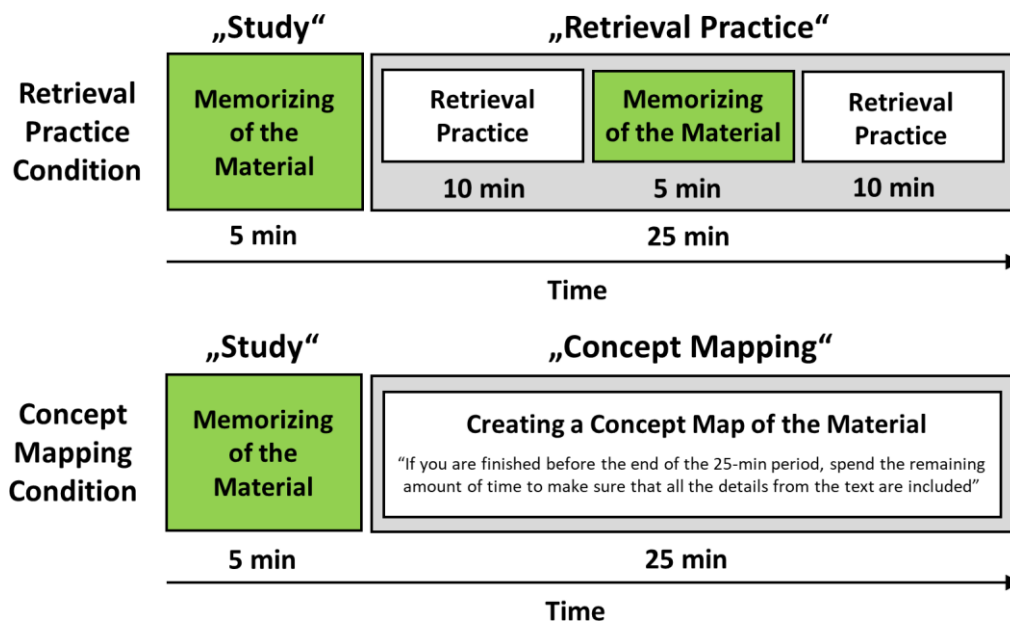 „Study“
„Retrieval Practice“
Retrieval
Practice
Condition
Memorizing
of the
Material
Retrieval
Practice
Memorizing
of the Material
Retrieval
Practice
10 min
5 min
10 min
5 min
25 min
Time
„Study“
„Concept Mapping“
Concept
Mapping
Condition
Memorizing
of the
Material
Creating a Concept Map of the Material
“If you are finished before the end of the 25-min period, spend the remaining
amount of time to make sure that all the details from the text are included”
5 min
25 min
Time